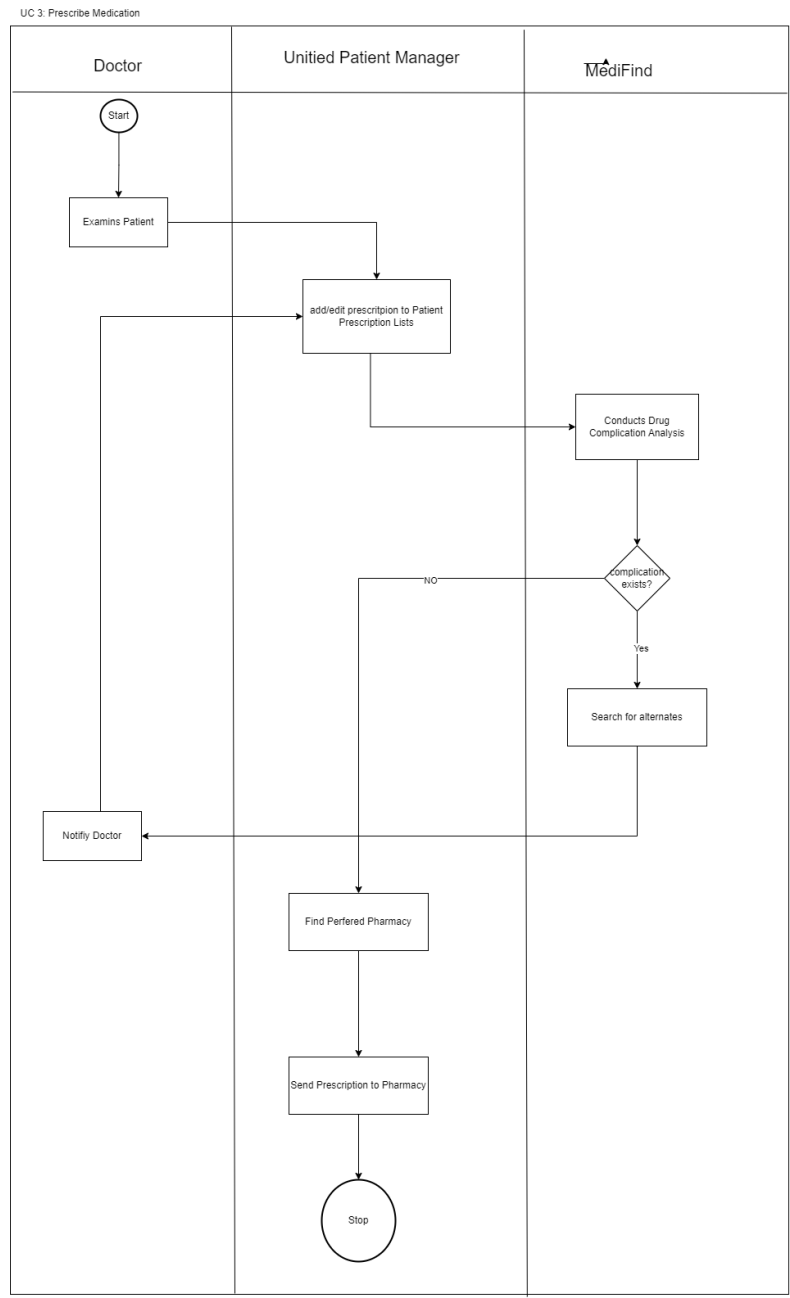 UC 3: Prescribe Medication
Doctor
Unitied Patient Manager
MediFind
Start
Examins Patient
add/edit prescritpion to Patient
Prescription Lists
Conducts Drug
Complication Analysis
complication
exists?
NO
Yes
Search for alternates
Notifiy Doctor
Find Perfered Pharmacy
Send Prescription to Pharmacy
Stop